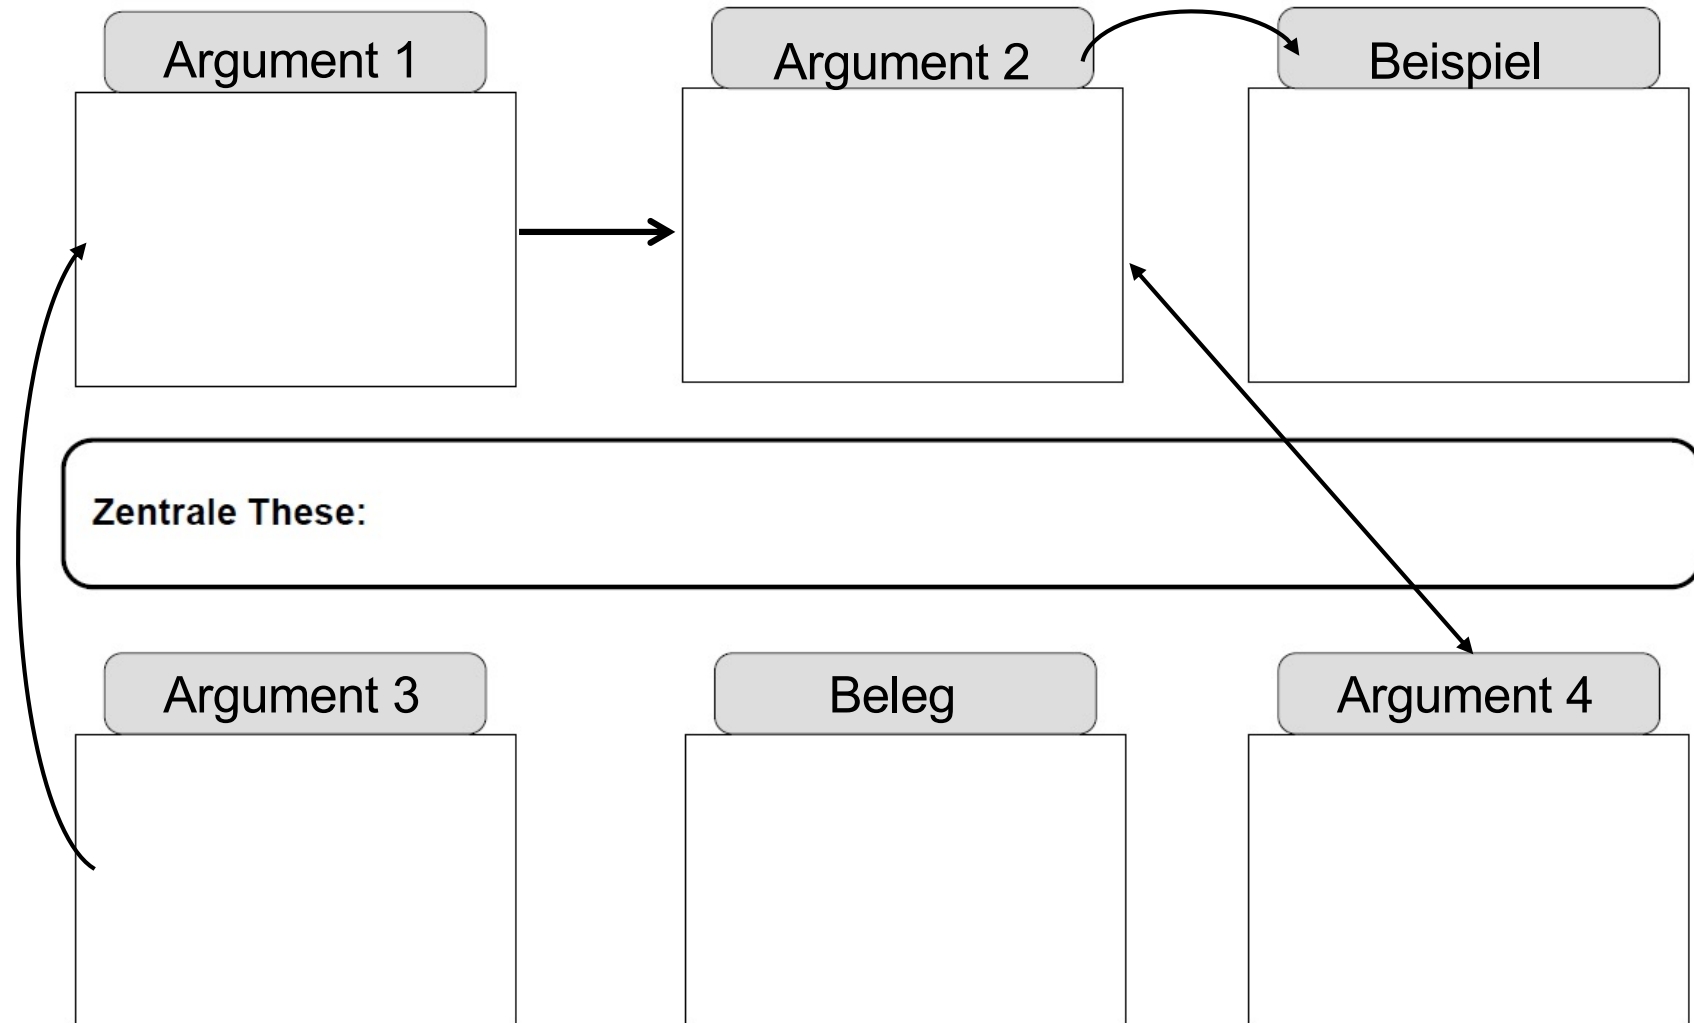 Argument 1
Argument 2
Beispiel
Zentrale These:
Argument 3
Beleg
Argument 4